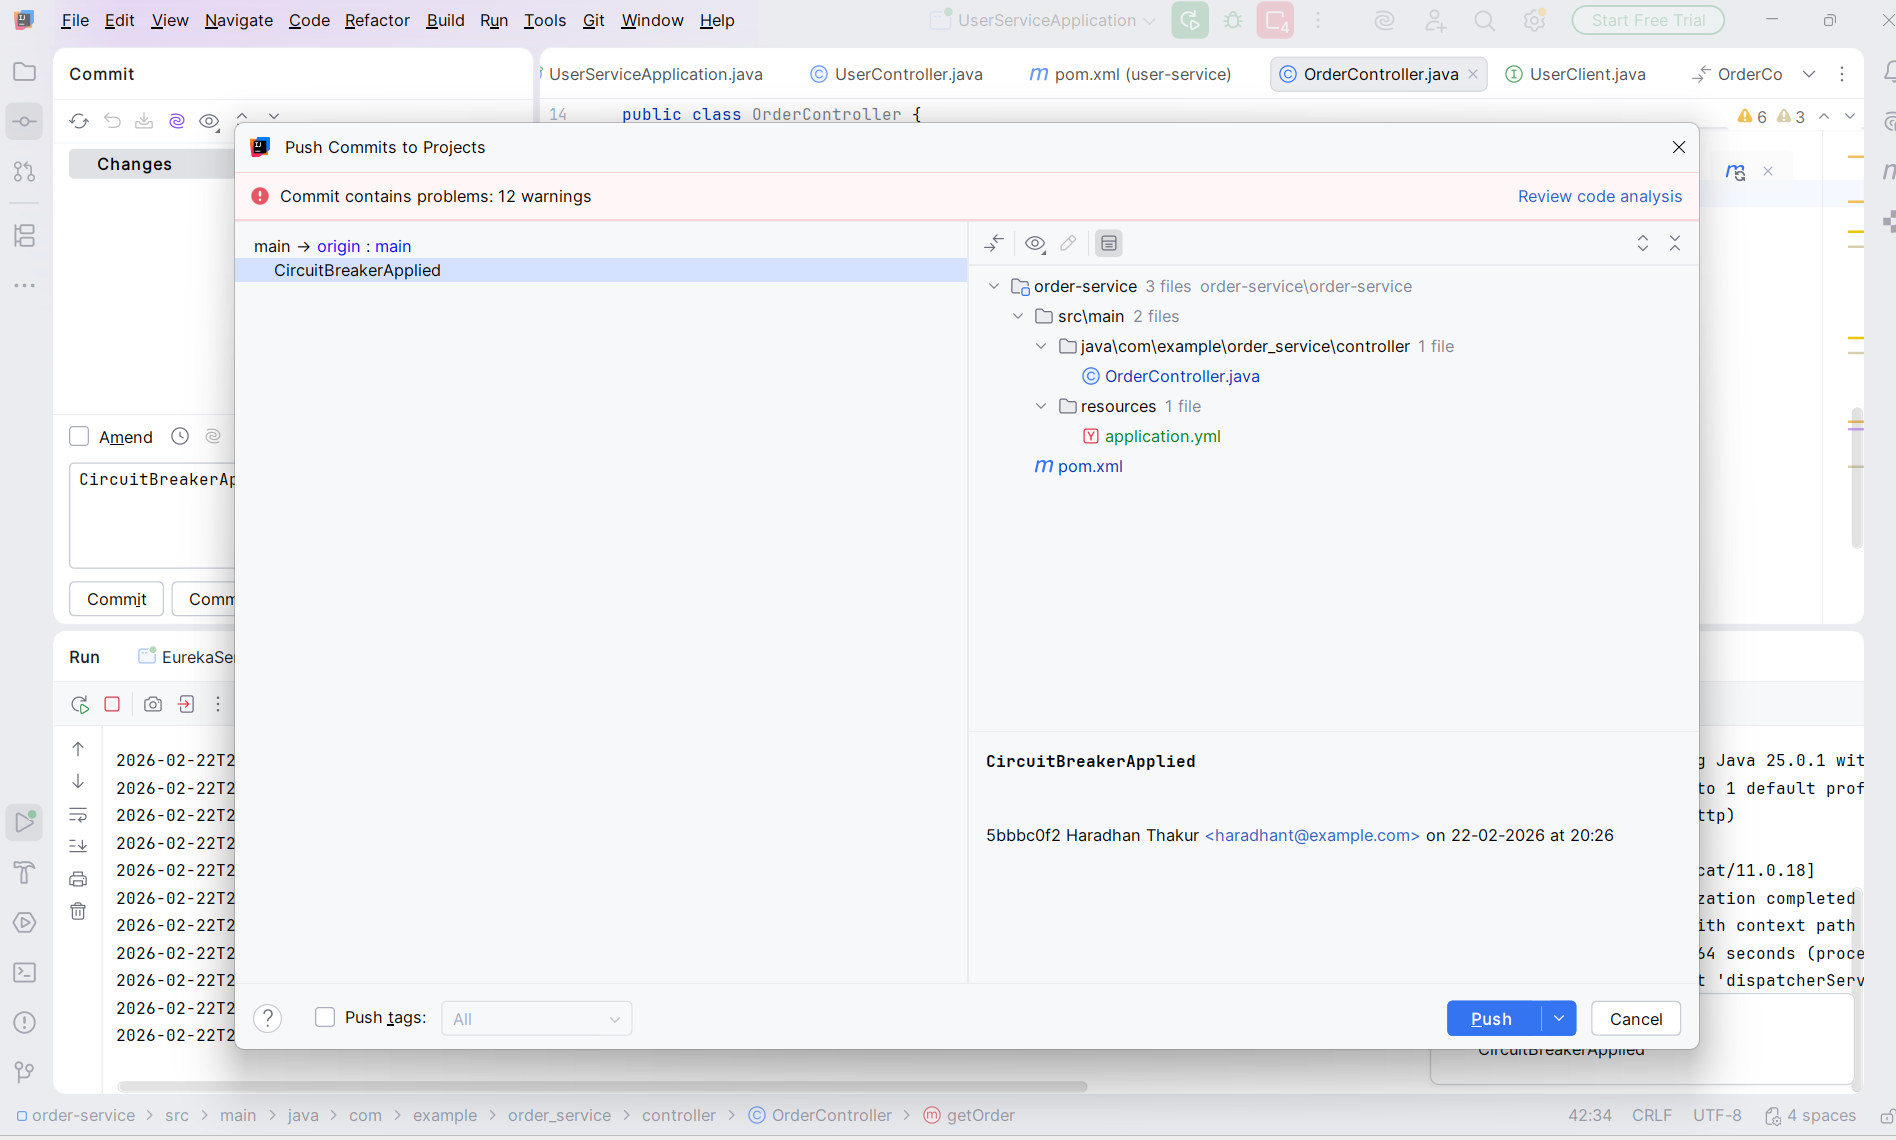 File Edit View Navigate Code Refactor Build Run Tools Git Window Help
UserServiceApplication
4
Start Free Trial
Commit
UserServiceApplication.java
UserController.java
pom.xml (user-service)
OrderController.java
UserClient.java
OrderCo
14 public class OrderController {
6 3
Changes
Push Commits to Projects
Commit contains problems: 12 warnings
Review code analysis
main → origin : main
CircuitBreakerApplied
order-service 3 files order-service\order-service
src\main 2 files
java\com\example\order_service\controller 1 file
OrderController.java
resources 1 file
application.yml
pom.xml
Amend
CircuitBreakerAp
Commit
Comm
CircuitBreakerApplied
5bbbc0f2 Haradhan Thakur <haradhant@example.com> on 22-02-2026 at 20:26
Push tags:
All
Push
Cancel
Run
EurekaSer
2026-02-22T2
2026-02-22T2
2026-02-22T2
2026-02-22T2
2026-02-22T2
2026-02-22T2
2026-02-22T2
2026-02-22T2
2026-02-22T2
2026-02-22T2
2026-02-22T2
g Java 25.0.1 wit
to 1 default prof
ttp)
cat/11.0.18]
zation completed
ith context path
64 seconds (proce
t 'dispatcherServ
CircuitBreakerApplied
order-service > src > main > java > com > example > order_service > controller > OrderController > getOrder
42:34 CRLF UTF-8 4 spaces